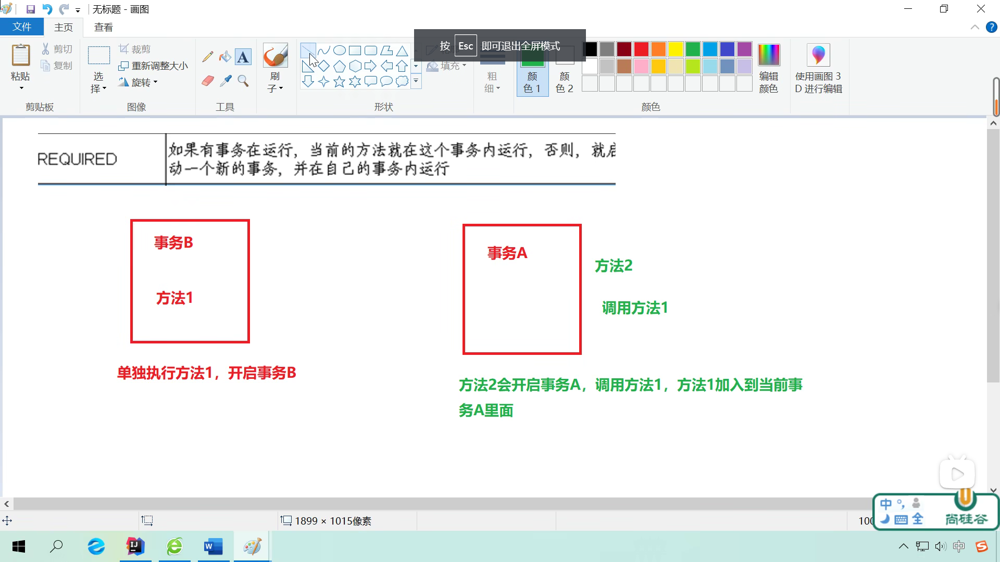 无标题 - 画图
文件 主页 查看
按 Esc 即可退出全屏模式
粘贴
剪切
复制
剪贴板
选择
裁剪
重新调整大小
旋转
图像
A
工具
刷子
形状
填充
粗细
颜色 1
颜色 2
颜色
编辑颜色
使用画图 3D 进行编辑
REQUIRED
如果有事务在运行，当前的方法就在这个事务内运行，否则，就启
动一个新的事务，并在自己的事务内运行
事务B
方法1
单独执行方法1，开启事务B
事务A
方法2
调用方法1
方法2会开启事务A，调用方法1，方法1加入到当前事
务A里面
1899 × 1015像素
100
中 全
尚硅谷
中